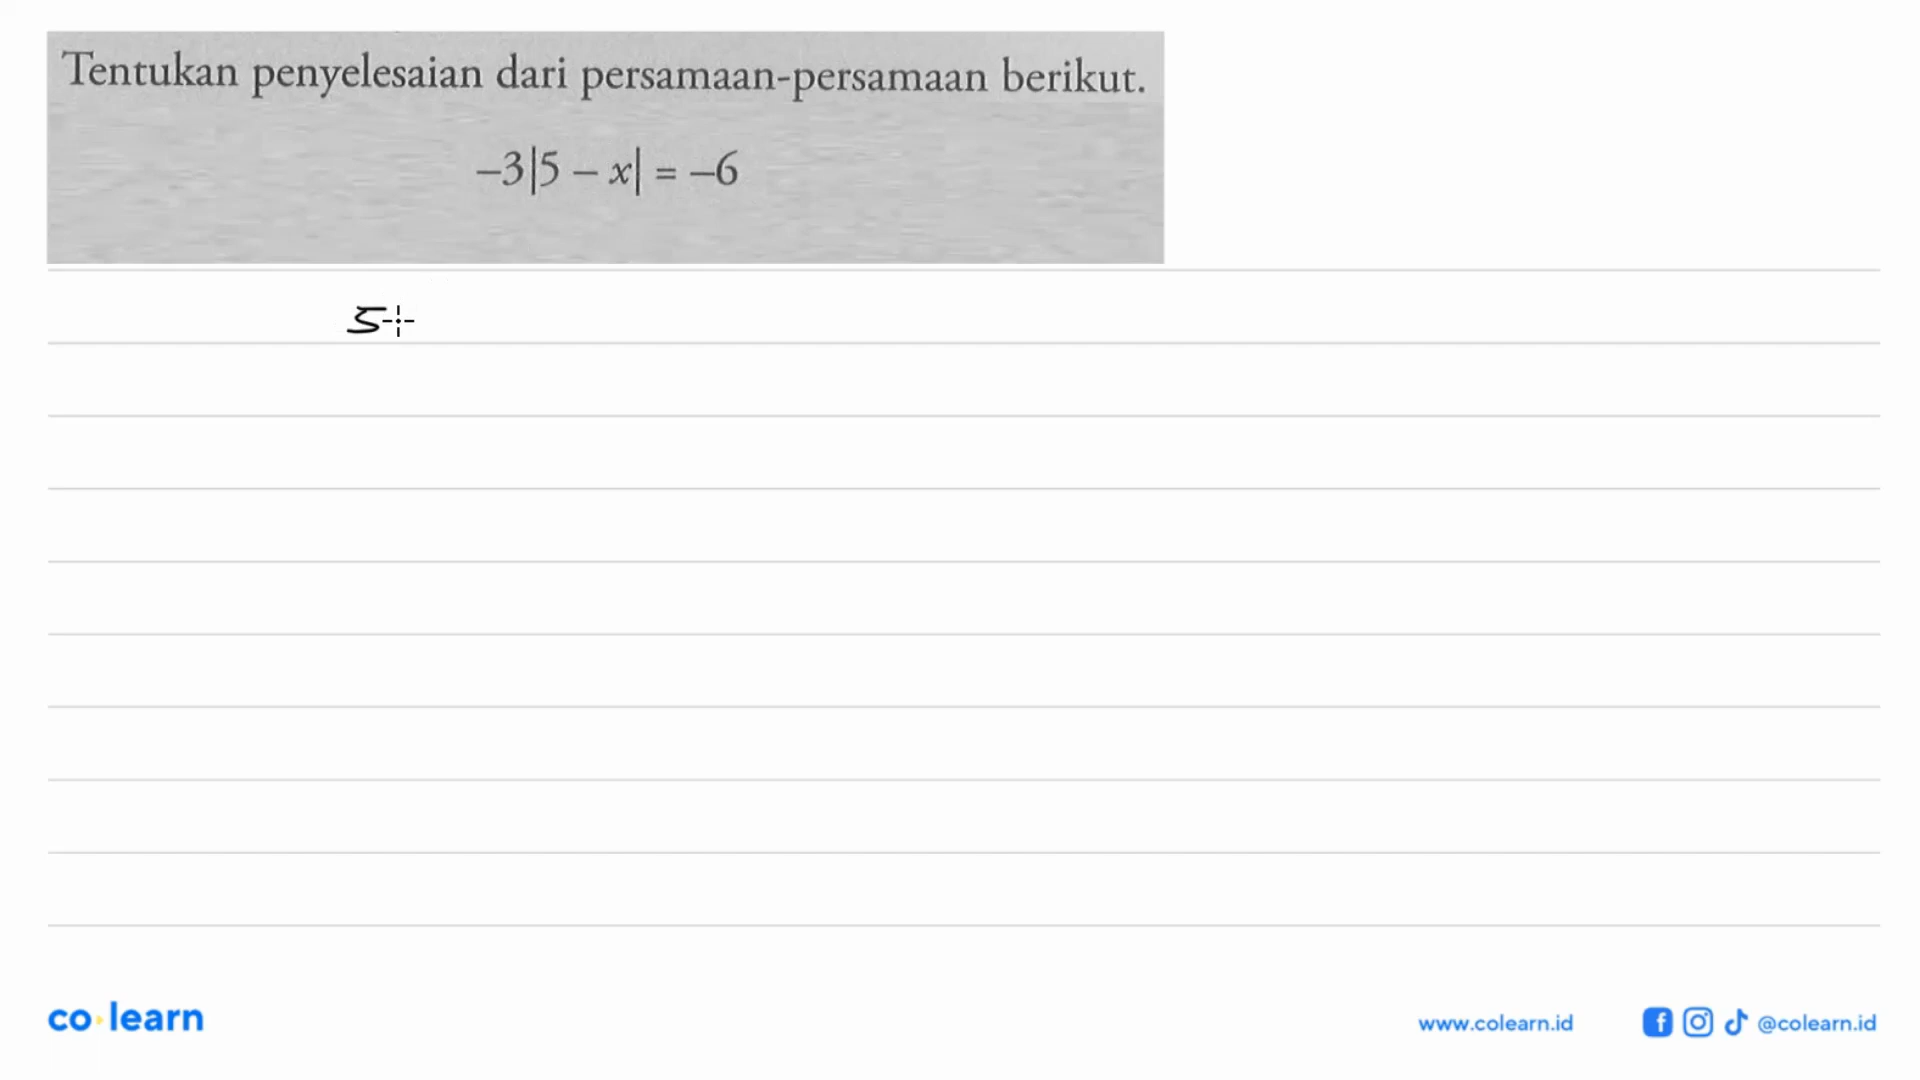 Tentukan penyelesaian dari persamaan-persamaan berikut.
–3|5 – x| = –6
5-
co learn
www.colearn.id
@colearn.id